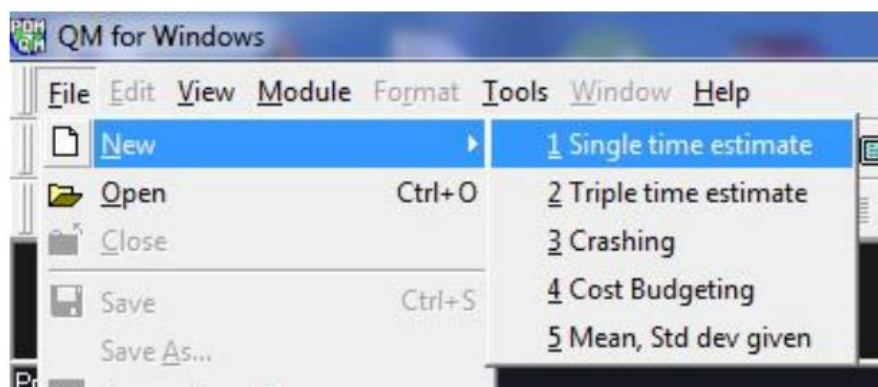 QM for Windows
File Edit View Module Format Tools Window Help
New
1 Single time estimate
Open Ctrl+O
2 Triple time estimate
Close
3 Crashing
Save Ctrl+S
4 Cost Budgeting
Save As...
5 Mean, Std dev given